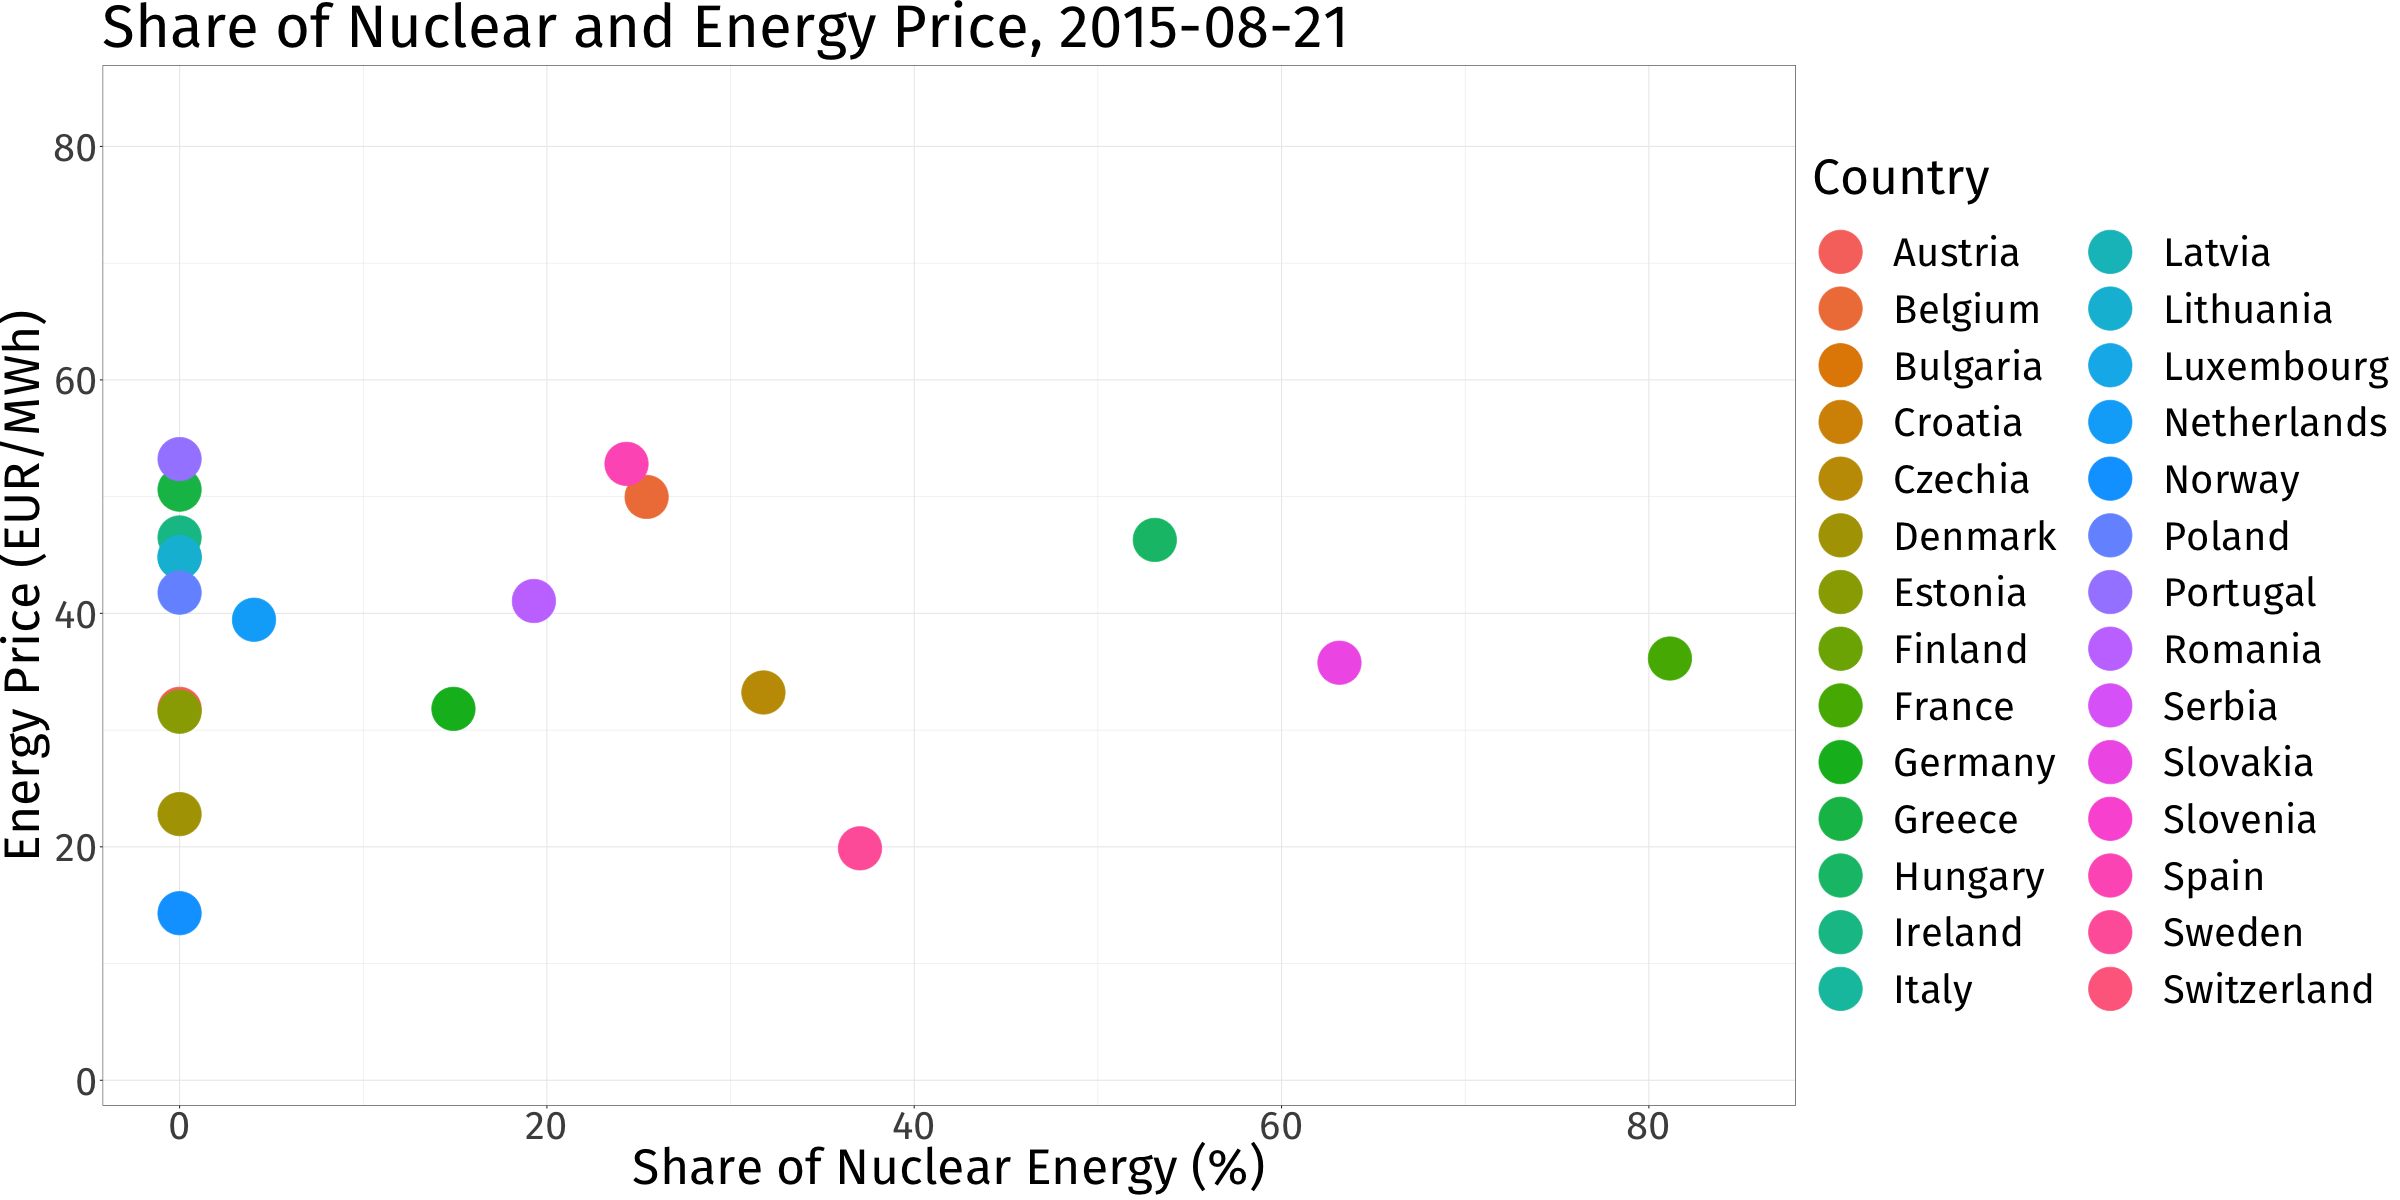 Share of Nuclear and Energy Price, 2015-08-21
Energy Price (EUR/MWh)
80
60
40
20
0
0 20 40 60 80
Share of Nuclear Energy (%)
Country
Austria
Belgium
Bulgaria
Croatia
Czechia
Denmark
Estonia
Finland
France
Germany
Greece
Hungary
Ireland
Italy
Latvia
Lithuania
Luxembourg
Netherlands
Norway
Poland
Portugal
Romania
Serbia
Slovakia
Slovenia
Spain
Sweden
Switzerland